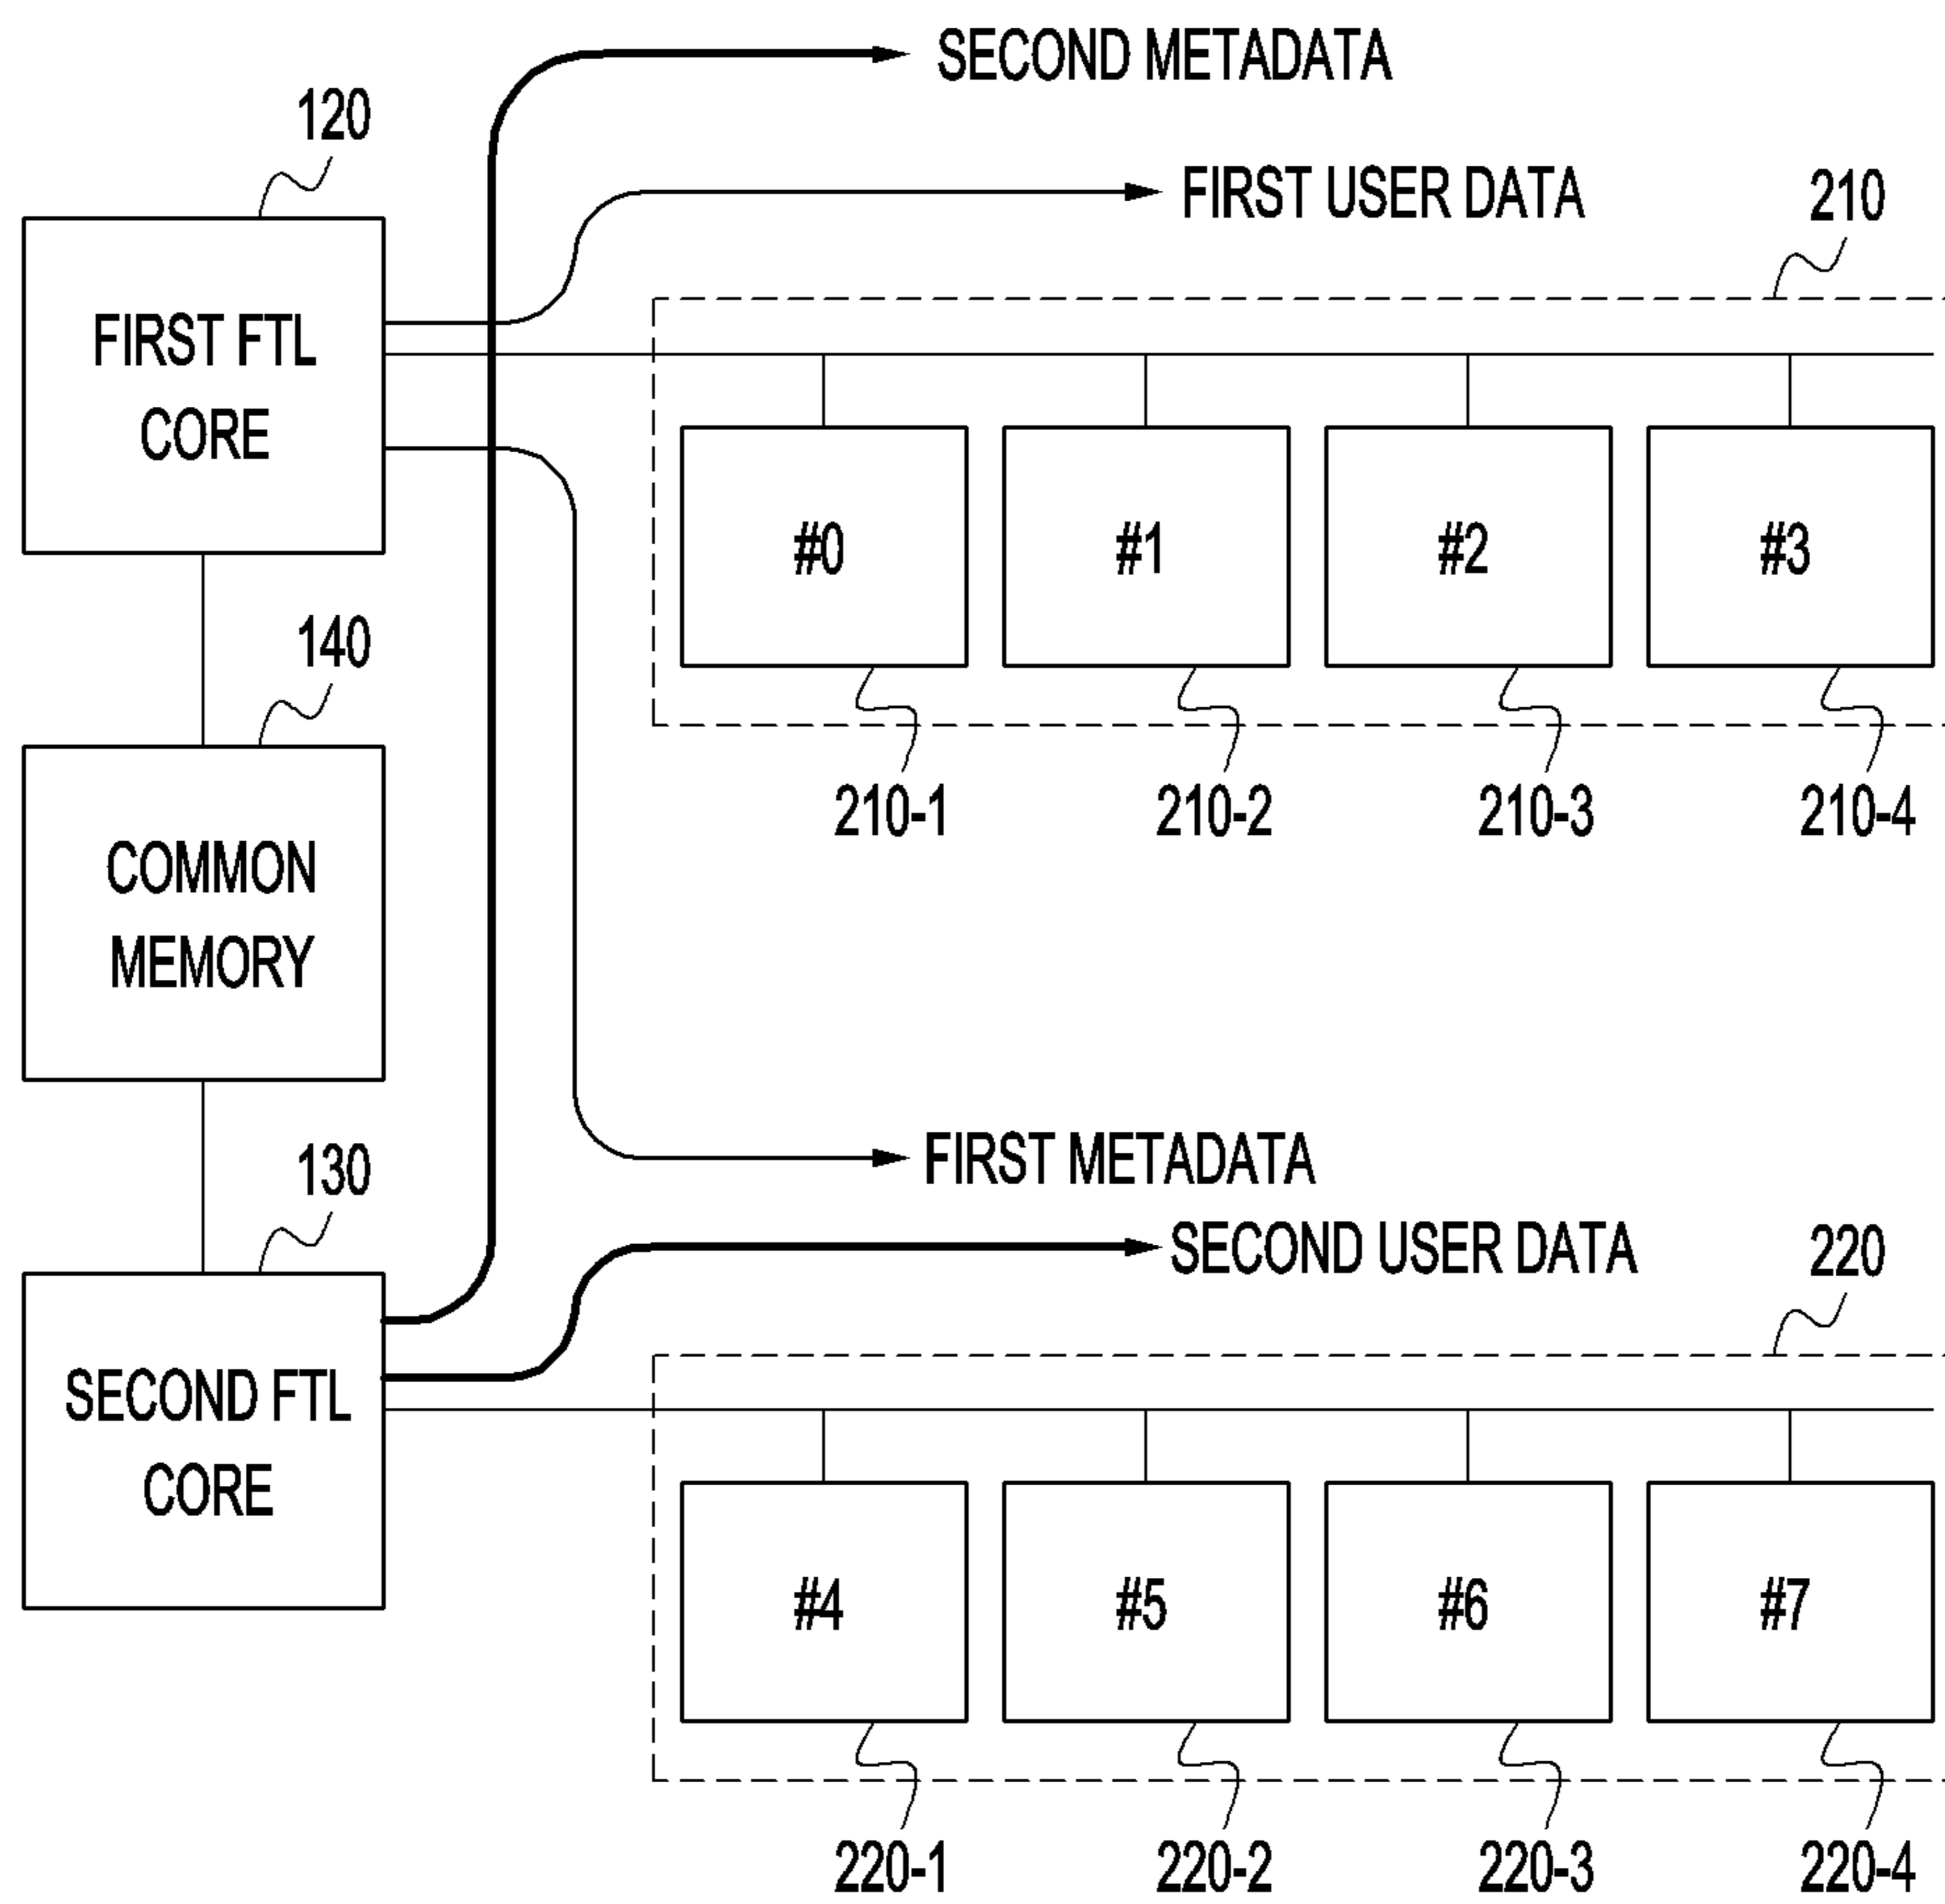 SECOND METADATA
120
FIRST USER DATA
210
FIRST FTL
CORE
#0
#1
#2
#3
140
210-1
210-2
210-3
210-4
COMMON
MEMORY
130
FIRST METADATA
SECOND USER DATA
220
SECOND FTL
CORE
#4
#5
#6
#7
220-1
220-2
220-3
220-4